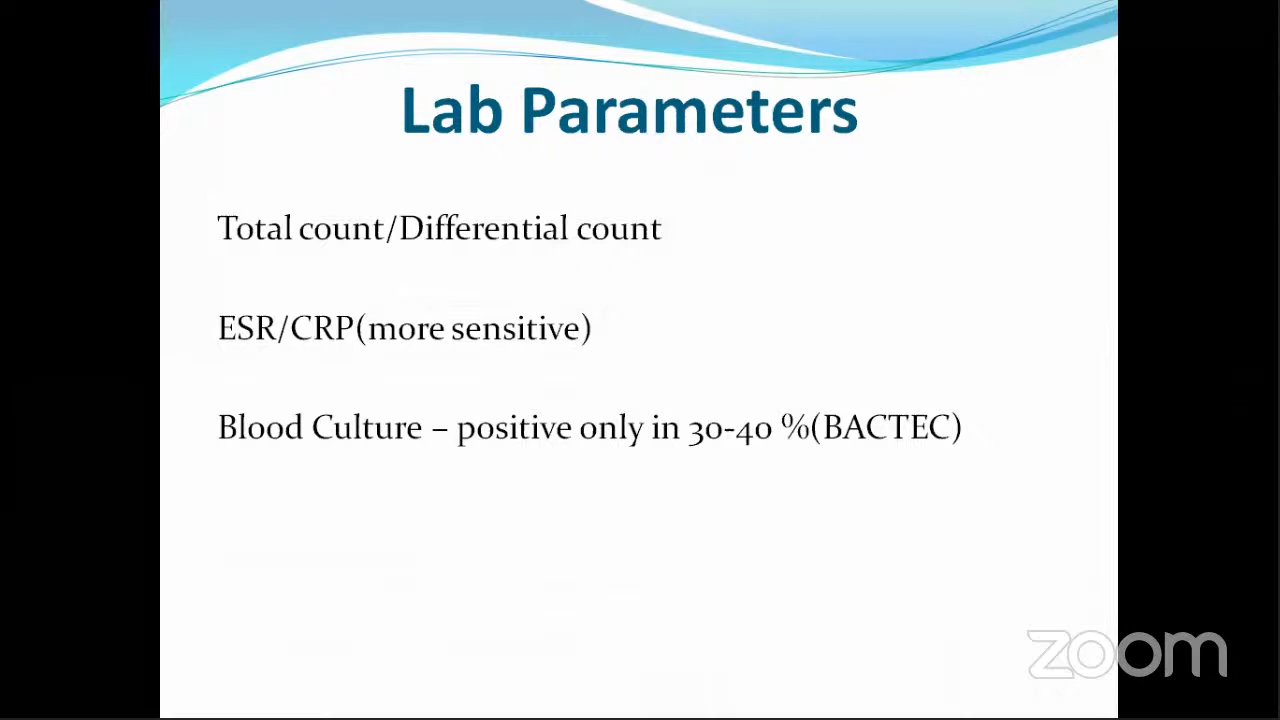 Lab Parameters
Total count/Differential count
ESR/CRP(more sensitive)
Blood Culture – positive only in 30-40 %(BACTEC)
zoom